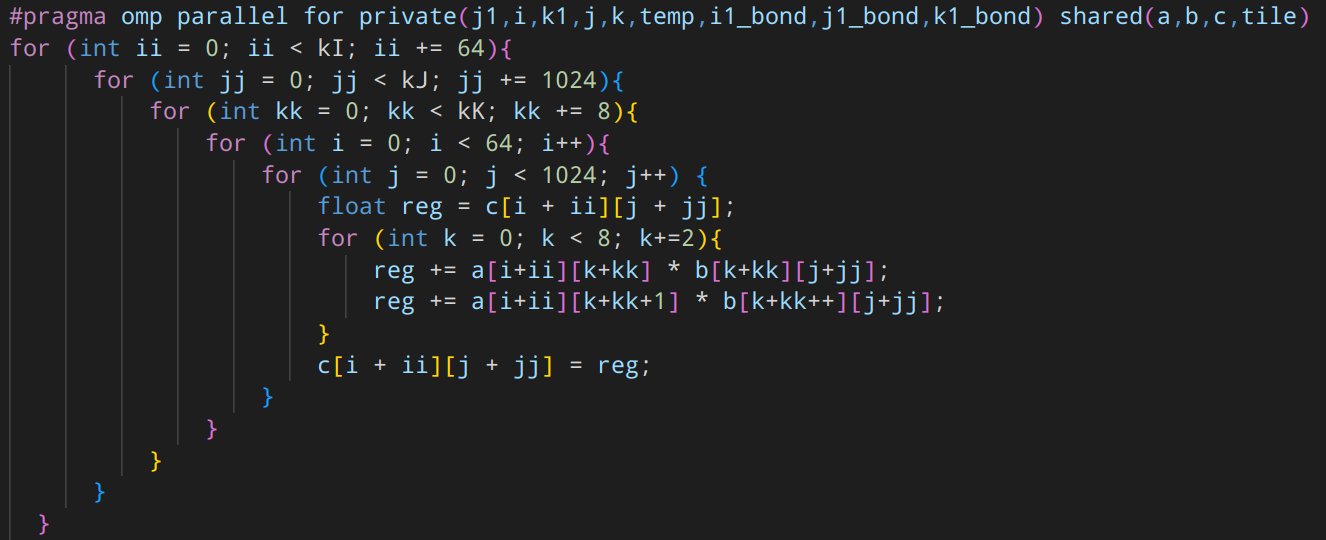 #pragma omp parallel for private(j1,i,k1,j,k,temp,i1_bond,j1_bond,k1_bond) shared(a,b,c,tile)
for (int ii = 0; ii < kI; ii += 64){
for (int jj = 0; jj < kJ; jj += 1024){
for (int kk = 0; kk < kK; kk += 8){
for (int i = 0; i < 64; i++){
for (int j = 0; j < 1024; j++) {
float reg = c[i + ii][j + jj];
for (int k = 0; k < 8; k+=2){
reg += a[i+ii][k+kk] * b[k+kk][j+jj];
reg += a[i+ii][k+kk+1] * b[k+kk++][j+jj];
}
c[i + ii][j + jj] = reg;
}
}
}
}
}